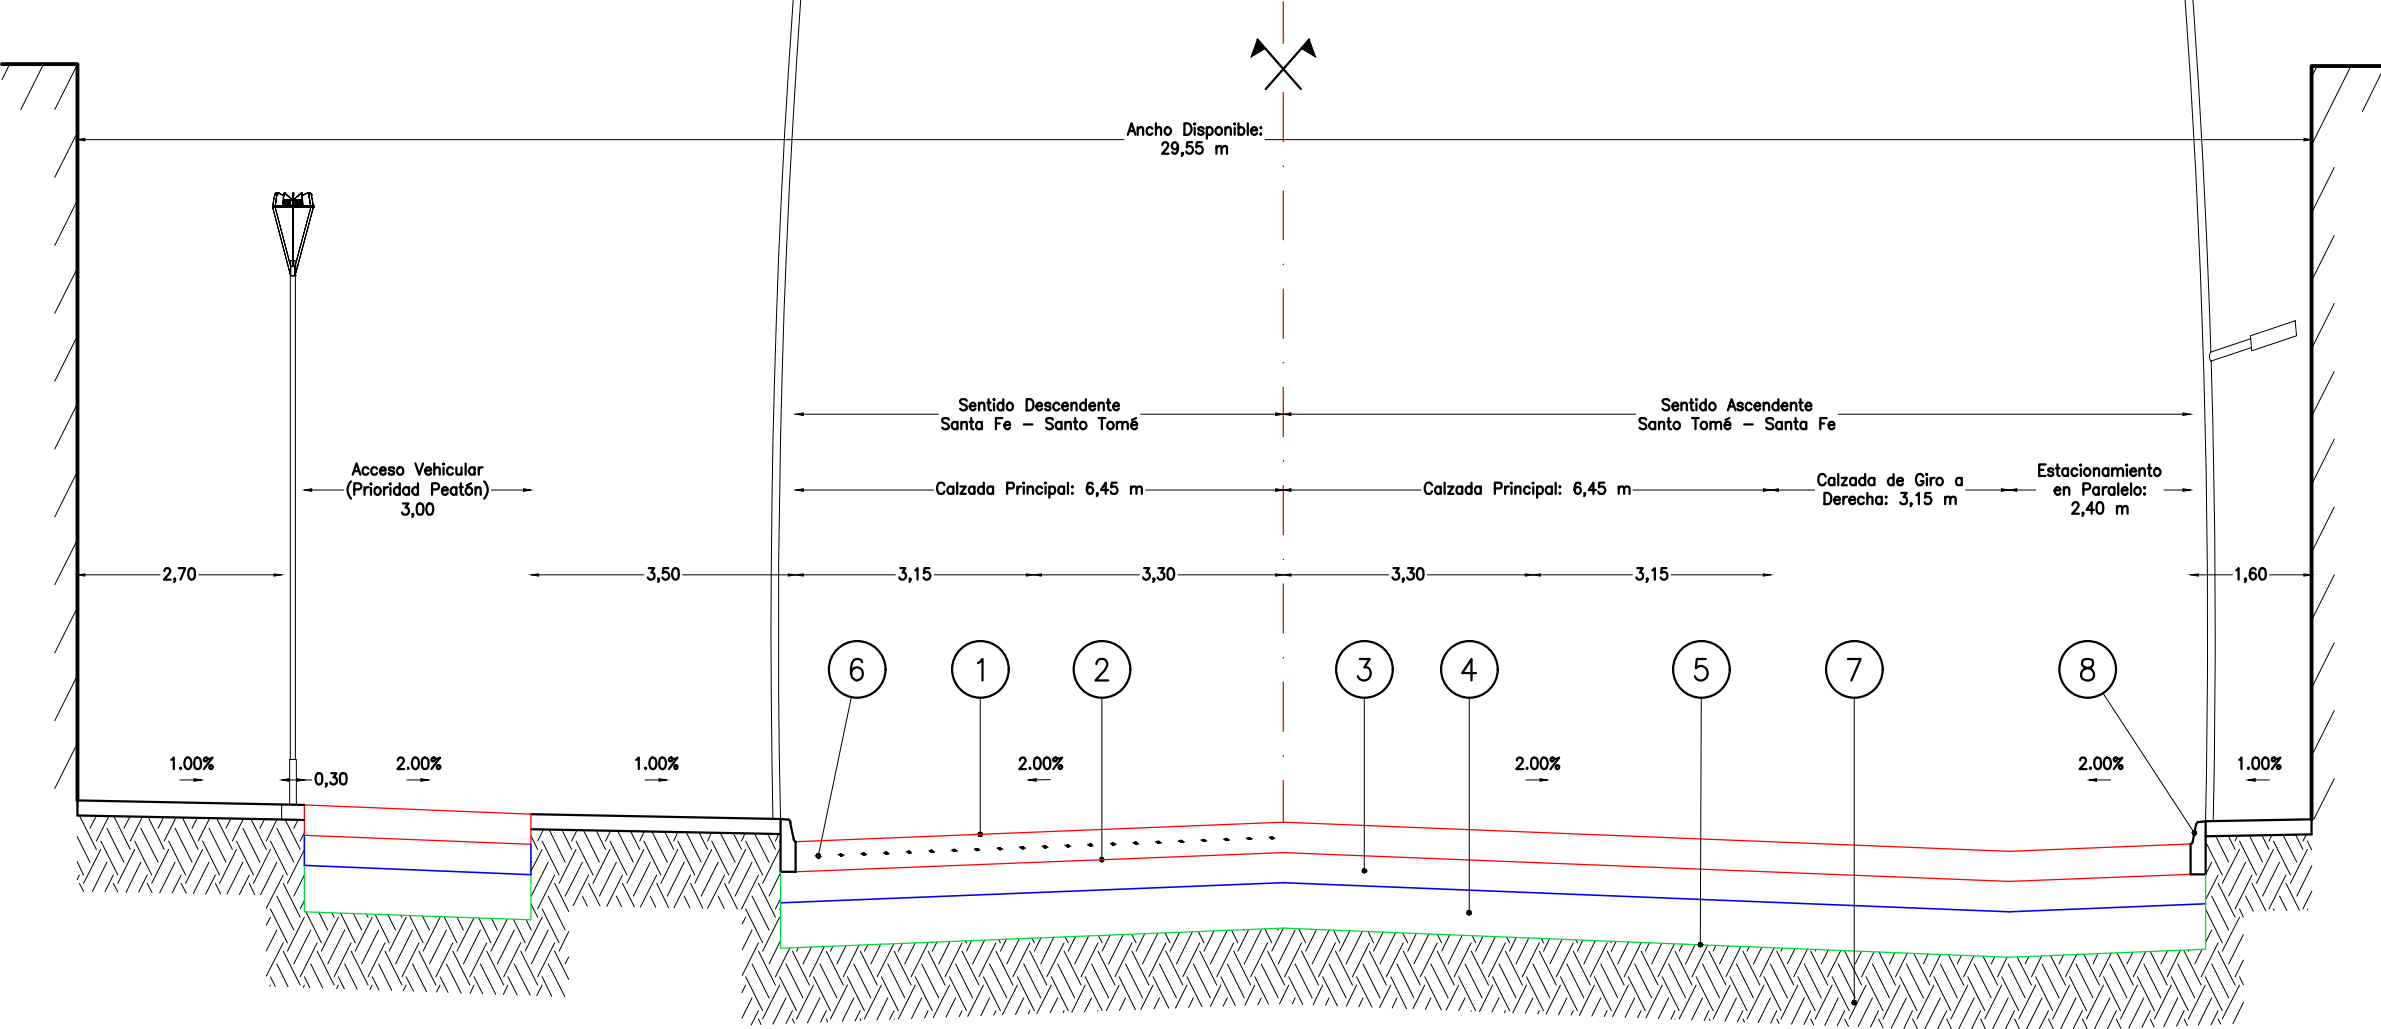 Ancho Disponible:
29,55 m
Sentido Descendente
Santa Fe – Santo Tomé
Sentido Ascendente
Santo Tomé – Santa Fe
Acceso Vehicular
(Prioridad Peatón)
3,00
Calzada Principal: 6,45 m
Calzada Principal: 6,45 m
Calzada de Giro a
Derecha: 3,15 m
Estacionamiento
en Paralelo:
2,40 m
2,70
3,50
3,15
3,30
3,30
3,15
1,60
6
1
2
3
4
5
7
8
1.00%
2.00%
1.00%
2.00%
2.00%
2.00%
1.00%
0,30